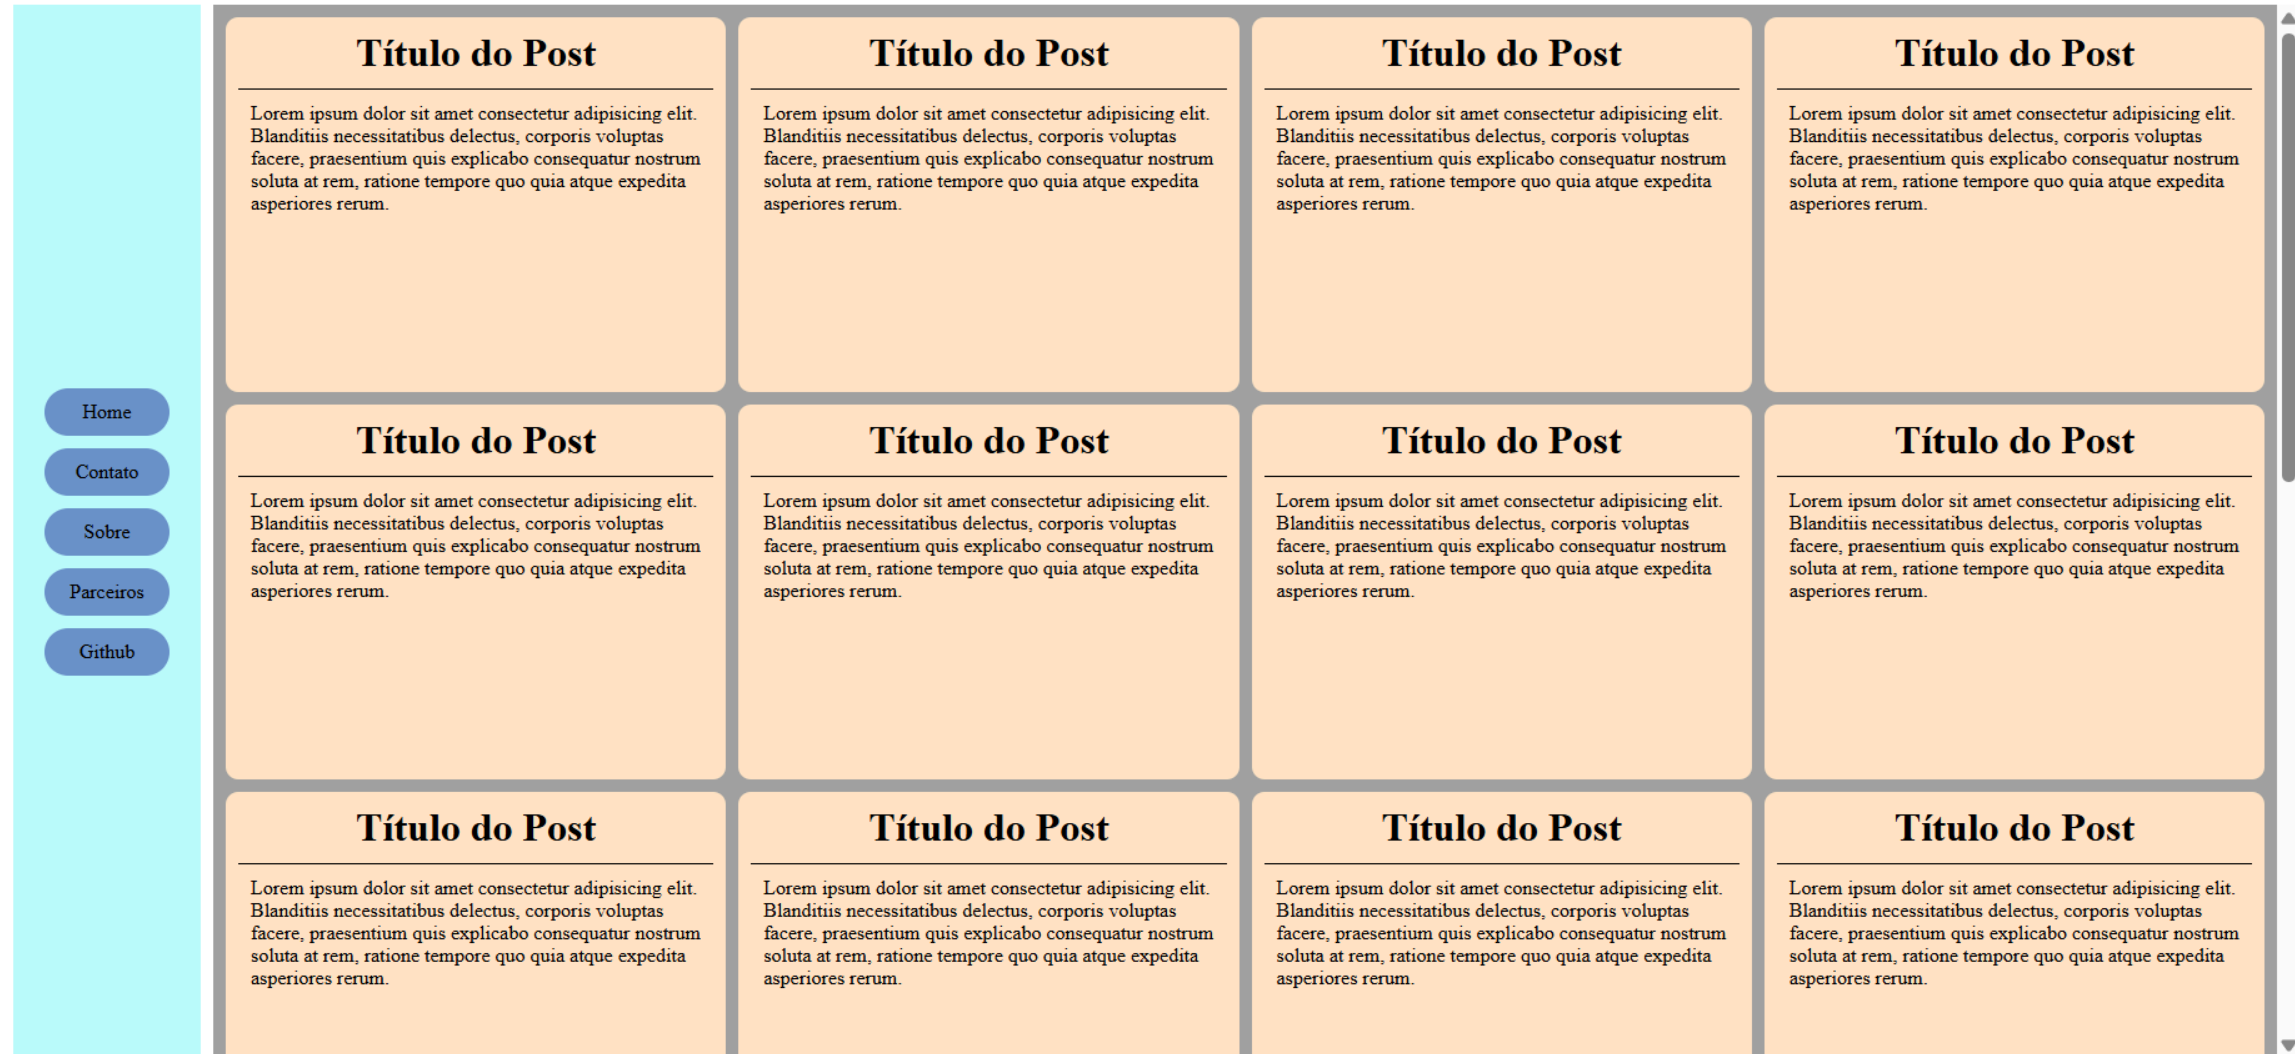 Home
Contato
Sobre
Parceiros
Github
Título do Post
Lorem ipsum dolor sit amet consectetur adipisicing elit.
Blanditiis necessitatibus delectus, corporis voluptas
facere, praesentium quis explicabo consequatur nostrum
soluta at rem, ratione tempore quo quia atque expedita
asperiores rerum.
Título do Post
Lorem ipsum dolor sit amet consectetur adipisicing elit.
Blanditiis necessitatibus delectus, corporis voluptas
facere, praesentium quis explicabo consequatur nostrum
soluta at rem, ratione tempore quo quia atque expedita
asperiores rerum.
Título do Post
Lorem ipsum dolor sit amet consectetur adipisicing elit.
Blanditiis necessitatibus delectus, corporis voluptas
facere, praesentium quis explicabo consequatur nostrum
soluta at rem, ratione tempore quo quia atque expedita
asperiores rerum.
Título do Post
Lorem ipsum dolor sit amet consectetur adipisicing elit.
Blanditiis necessitatibus delectus, corporis voluptas
facere, praesentium quis explicabo consequatur nostrum
soluta at rem, ratione tempore quo quia atque expedita
asperiores rerum.
Título do Post
Lorem ipsum dolor sit amet consectetur adipisicing elit.
Blanditiis necessitatibus delectus, corporis voluptas
facere, praesentium quis explicabo consequatur nostrum
soluta at rem, ratione tempore quo quia atque expedita
asperiores rerum.
Título do Post
Lorem ipsum dolor sit amet consectetur adipisicing elit.
Blanditiis necessitatibus delectus, corporis voluptas
facere, praesentium quis explicabo consequatur nostrum
soluta at rem, ratione tempore quo quia atque expedita
asperiores rerum.
Título do Post
Lorem ipsum dolor sit amet consectetur adipisicing elit.
Blanditiis necessitatibus delectus, corporis voluptas
facere, praesentium quis explicabo consequatur nostrum
soluta at rem, ratione tempore quo quia atque expedita
asperiores rerum.
Título do Post
Lorem ipsum dolor sit amet consectetur adipisicing elit.
Blanditiis necessitatibus delectus, corporis voluptas
facere, praesentium quis explicabo consequatur nostrum
soluta at rem, ratione tempore quo quia atque expedita
asperiores rerum.
Título do Post
Lorem ipsum dolor sit amet consectetur adipisicing elit.
Blanditiis necessitatibus delectus, corporis voluptas
facere, praesentium quis explicabo consequatur nostrum
soluta at rem, ratione tempore quo quia atque expedita
asperiores rerum.
Título do Post
Lorem ipsum dolor sit amet consectetur adipisicing elit.
Blanditiis necessitatibus delectus, corporis voluptas
facere, praesentium quis explicabo consequatur nostrum
soluta at rem, ratione tempore quo quia atque expedita
asperiores rerum.
Título do Post
Lorem ipsum dolor sit amet consectetur adipisicing elit.
Blanditiis necessitatibus delectus, corporis voluptas
facere, praesentium quis explicabo consequatur nostrum
soluta at rem, ratione tempore quo quia atque expedita
asperiores rerum.
Título do Post
Lorem ipsum dolor sit amet consectetur adipisicing elit.
Blanditiis necessitatibus delectus, corporis voluptas
facere, praesentium quis explicabo consequatur nostrum
soluta at rem, ratione tempore quo quia atque expedita
asperiores rerum.